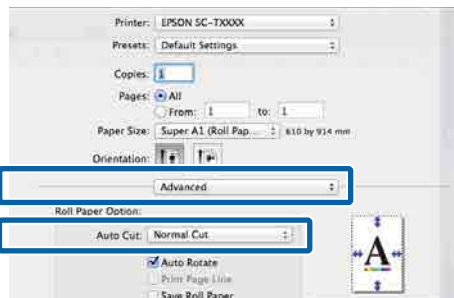 Printer: EPSON SC-TXXXX
Presets: Default Settings
Copies: 1
Pages: All
From: 1 to: 1
Paper Size: Super A1 (Roll Pap... 610 by 914 mm
Orientation:
Advanced
Roll Paper Option:
Auto Cut: Normal Cut
Auto Rotate
Print Page Line
Save Roll Paper
A